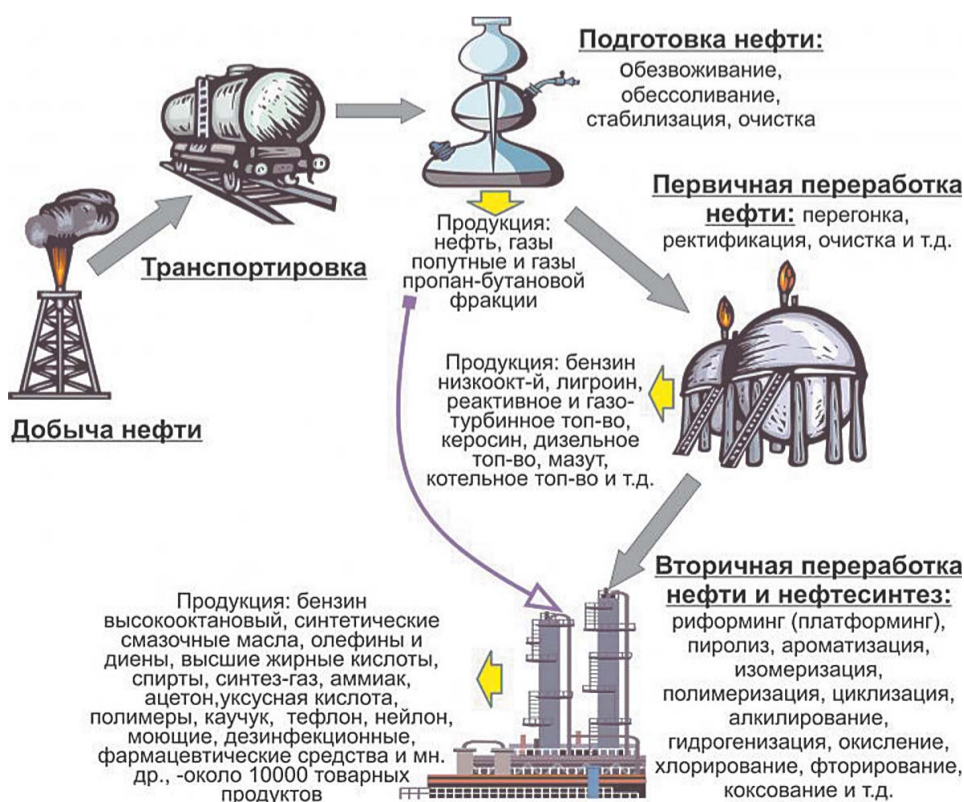 Подготовка нефти:
Обезвоживание,
обессоливание,
стабилизация, очистка
Первичная переработка
нефти: перегонка,
ректификация, очистка и т.д.
Продукция:
нефть, газы
попутные и газы
пропан-бутановой
фракции
Транспортировка
Добыча нефти
Продукция: бензин
низкоокт-й, лигроин,
реактивное и газо-
турбинное топ-во,
керосин, дизельное
топ-во, мазут,
котельное топ-во и т.д.
Вторичная переработка
нефти и нефтесинтез:
риформинг (платформинг),
пиролиз, ароматизация,
изомеризация,
полимеризация, циклизация,
алкилирование,
гидрогенизация, окисление,
хлорирование, фторирование,
коксование и т.д.
Продукция: бензин
высокооктановый, синтетические
смазочные масла, олефины и
диены, высшие жирные кислоты,
спирты, синтез-газ, аммиак,
ацетон,уксусная кислота,
полимеры, каучук, тефлон, нейлон,
моющие, дезинфекционные,
фармацевтические средства и мн.
др., -около 10000 товарных
продуктов